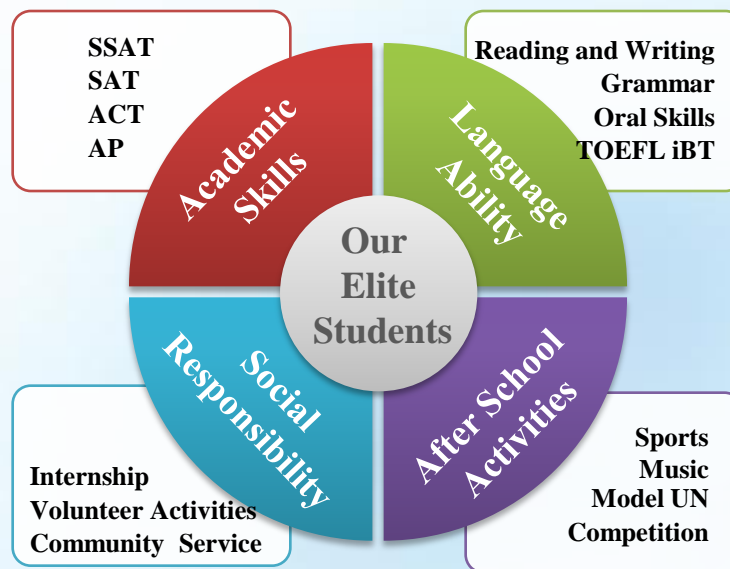 SSAT
SAT
ACT
AP
Academic
Skills
Reading and Writing
Grammar
Oral Skills
TOEFL iBT
Language
Ability
Our
Elite
Students
Social
Responsibility
Internship
Volunteer Activities
Community Service
After School
Activities
Sports
Music
Model UN
Competition